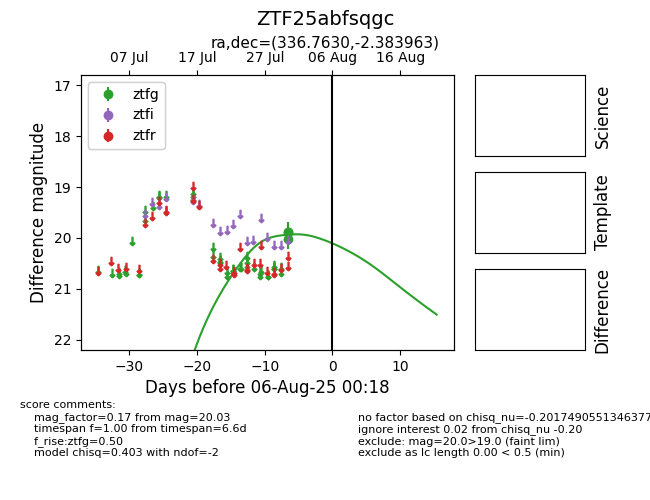 ZTF25abfsqgc
ra,dec=(336.7630,-2.383963)
07 Jul
17 Jul
27 Jul
06 Aug
16 Aug
17
18
19
20
21
22
Difference magnitude
ztfg
ztfi
ztfr
−30
−20
−10
0
10
Days before 06-Aug-25 00:18
Science
Template
Difference
score comments:
mag_factor=0.17 from mag=20.03
timespan f=1.00 from timespan=6.6d
f_rise:ztfg=0.50
model chisq=0.403 with ndof=-2
no factor based on chisq_nu=-0.2017490551346377
ignore interest 0.02 from chisq_nu -0.20
exclude: mag=20.0>19.0 (faint lim)
exclude as lc length 0.00 < 0.5 (min)